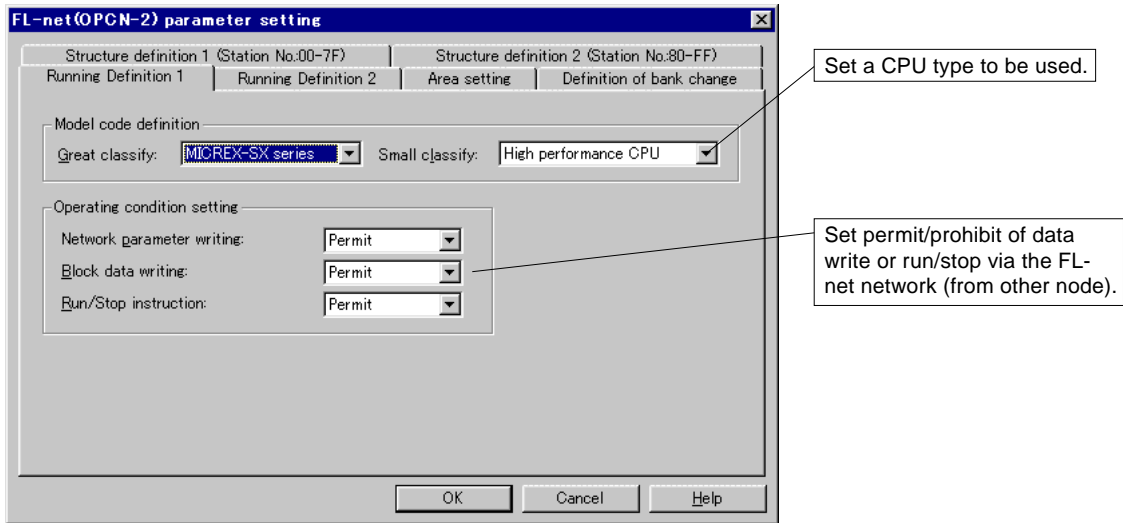 FL-net(OPCN-2) parameter setting
Structure definition 1 (Station No.:00-7F)
Structure definition 2 (Station No.:80-FF)
Running Definition 1
Running Definition 2
Area setting
Definition of bank change
Set a CPU type to be used.
Model code definition
Great classify:
MICREX-SX series
Small classify:
High performance CPU
Operating condition setting
Network parameter writing:
Permit
Block data writing:
Permit
Run/Stop instruction:
Permit
Set permit/prohibit of data
write or run/stop via the FL-
net network (from other node).
OK
Cancel
Help